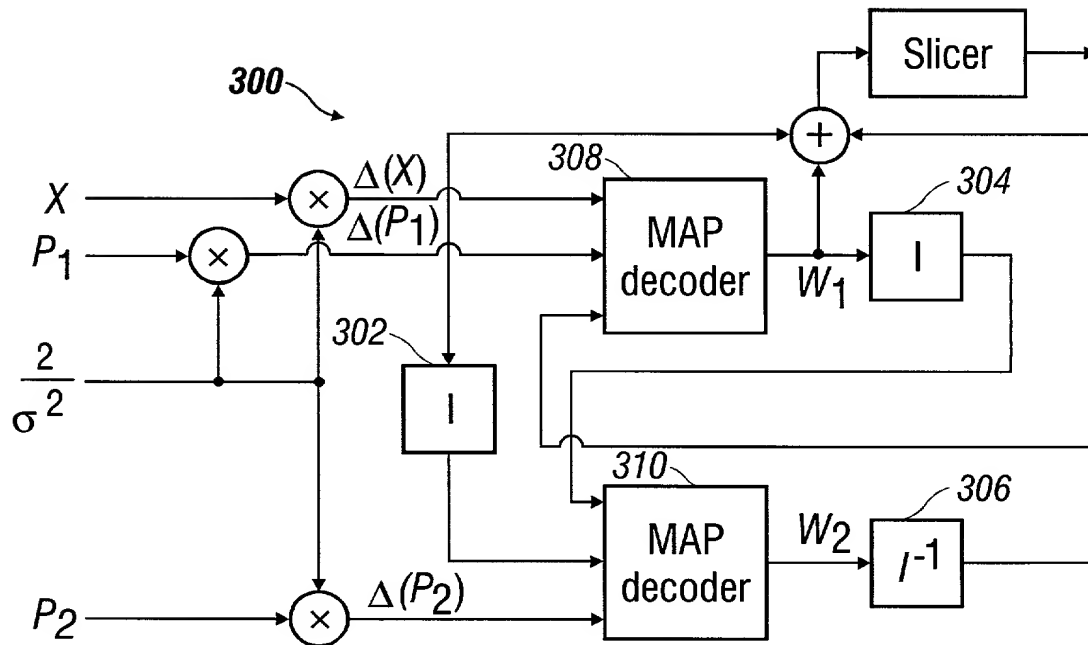 Slicer
300
+
308
304
X
×
Δ(X)
Δ(P1)
P1
×
MAP
decoder
W1
I
302
2
σ 2
I
310
306
MAP
decoder
W2
I-1
P2
×
Δ(P2)